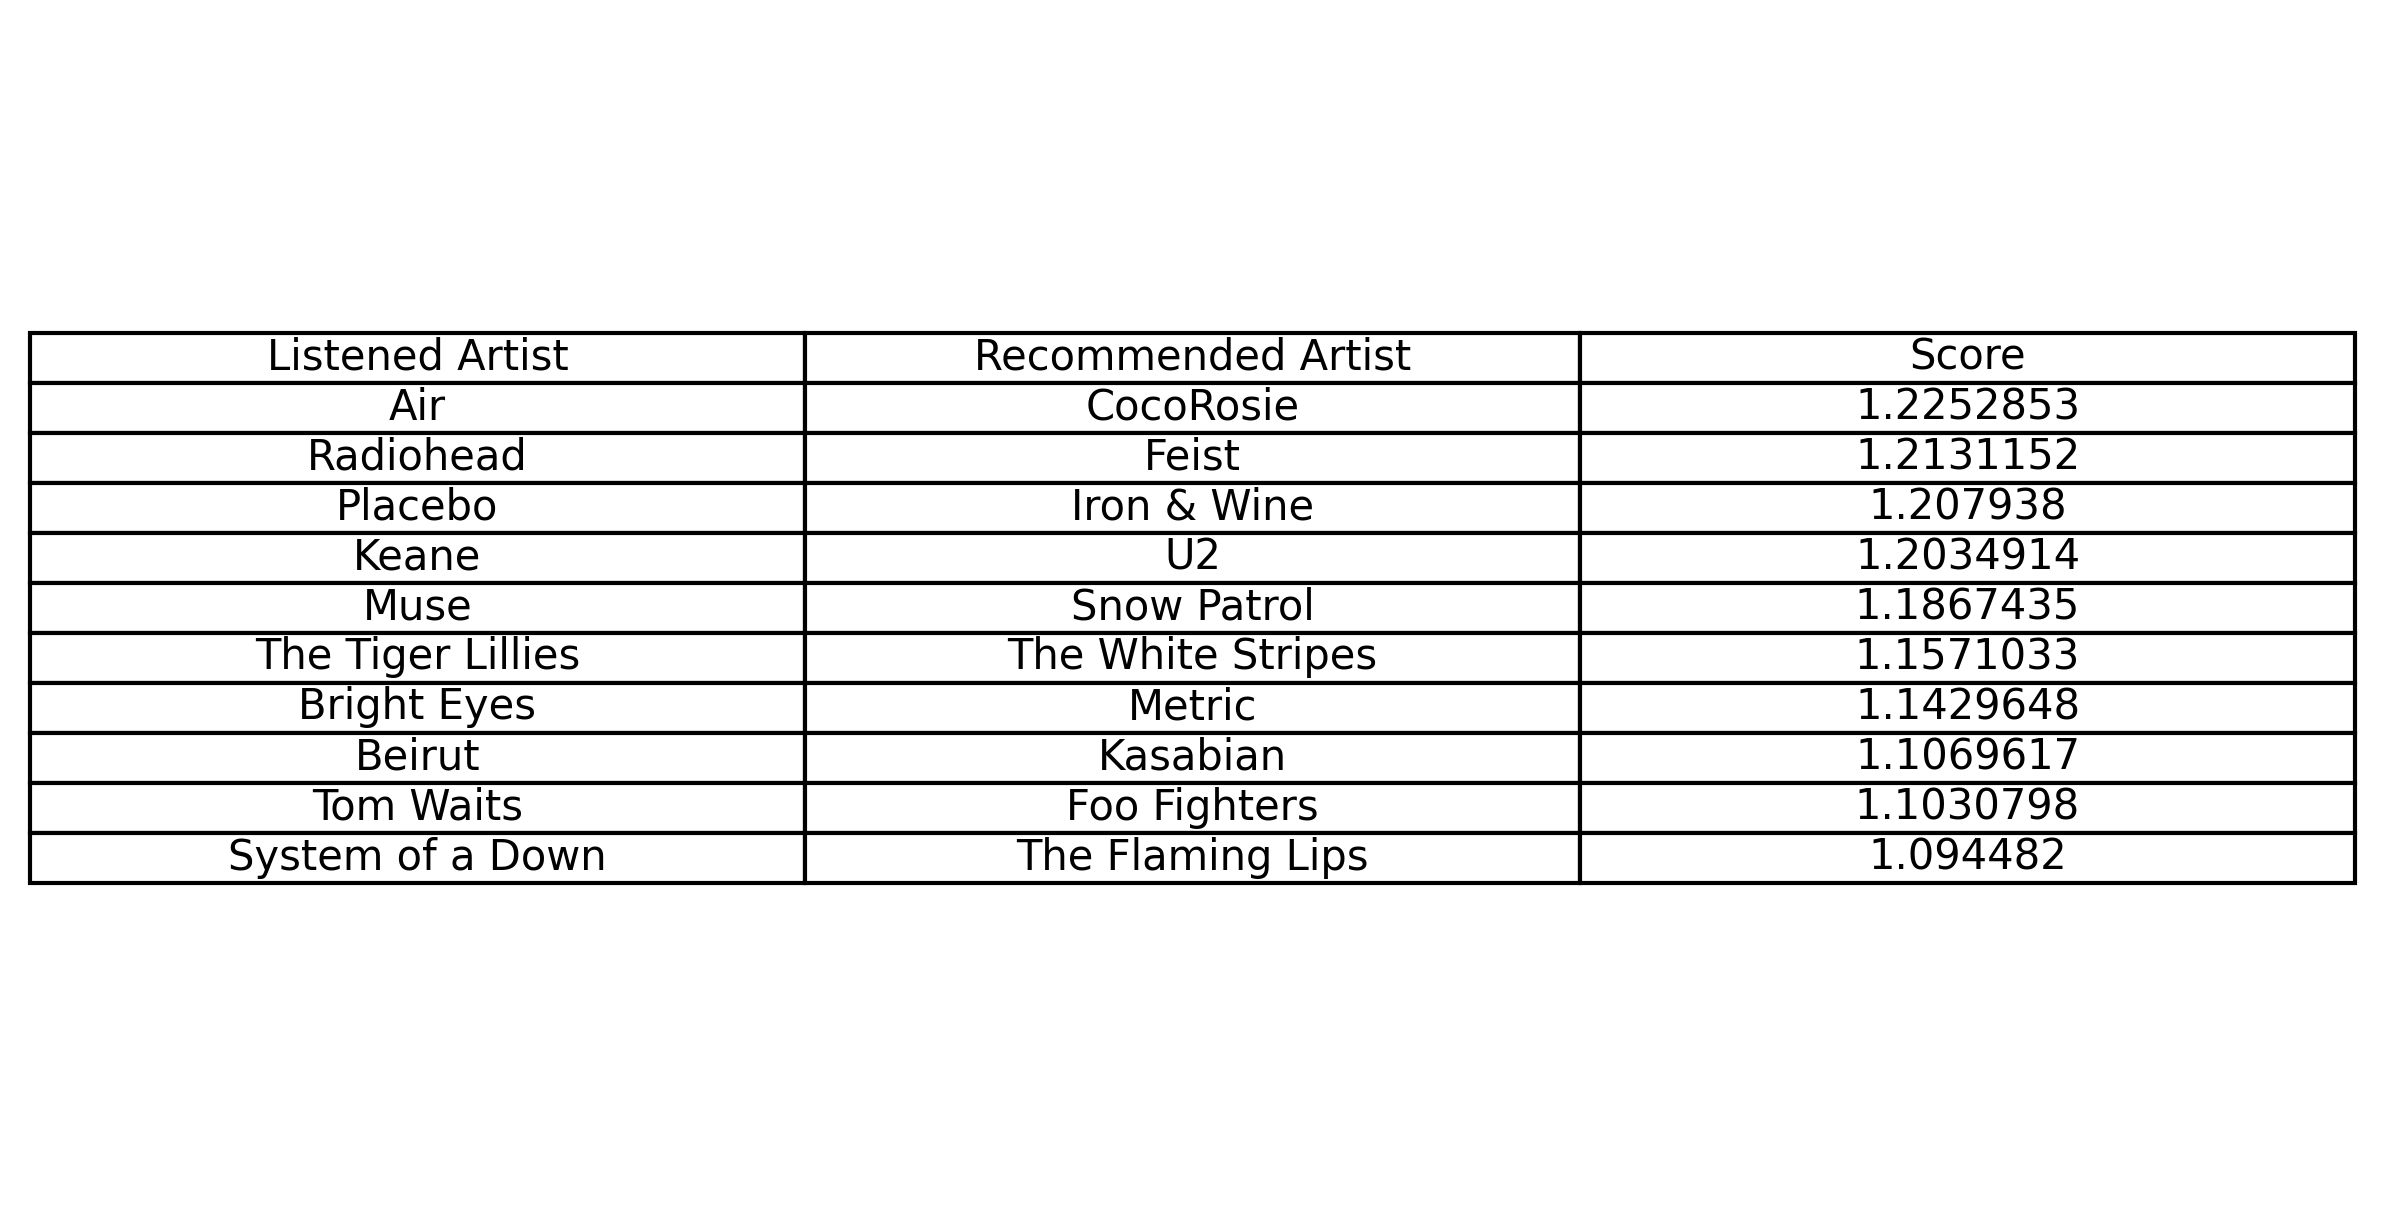 Listened Artist Recommended Artist Score
Air CocoRosie 1.2252853
Radiohead Feist 1.2131152
Placebo Iron & Wine 1.207938
Keane U2 1.2034914
Muse Snow Patrol 1.1867435
The Tiger Lillies The White Stripes 1.1571033
Bright Eyes Metric 1.1429648
Beirut Kasabian 1.1069617
Tom Waits Foo Fighters 1.1030798
System of a Down The Flaming Lips 1.094482